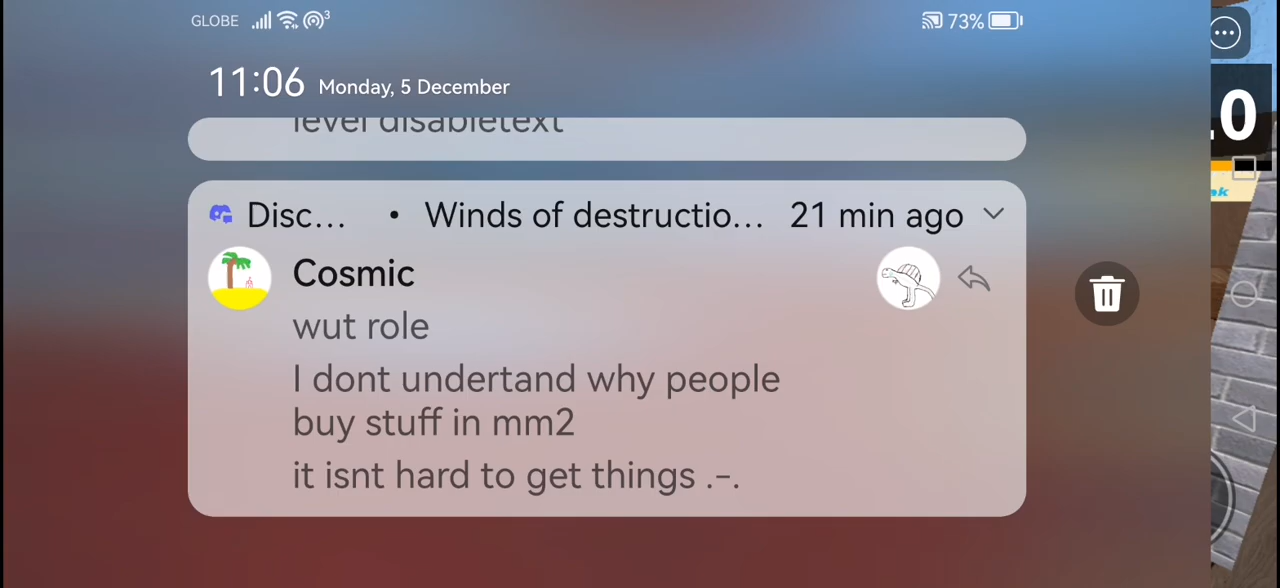 GLOBE 3 73%
11:06 Monday, 5 December
level disabletext
Disc... • Winds of destructio... 21 min ago
Cosmic
wut role
I dont undertand why people
buy stuff in mm2
it isnt hard to get things .-.
0